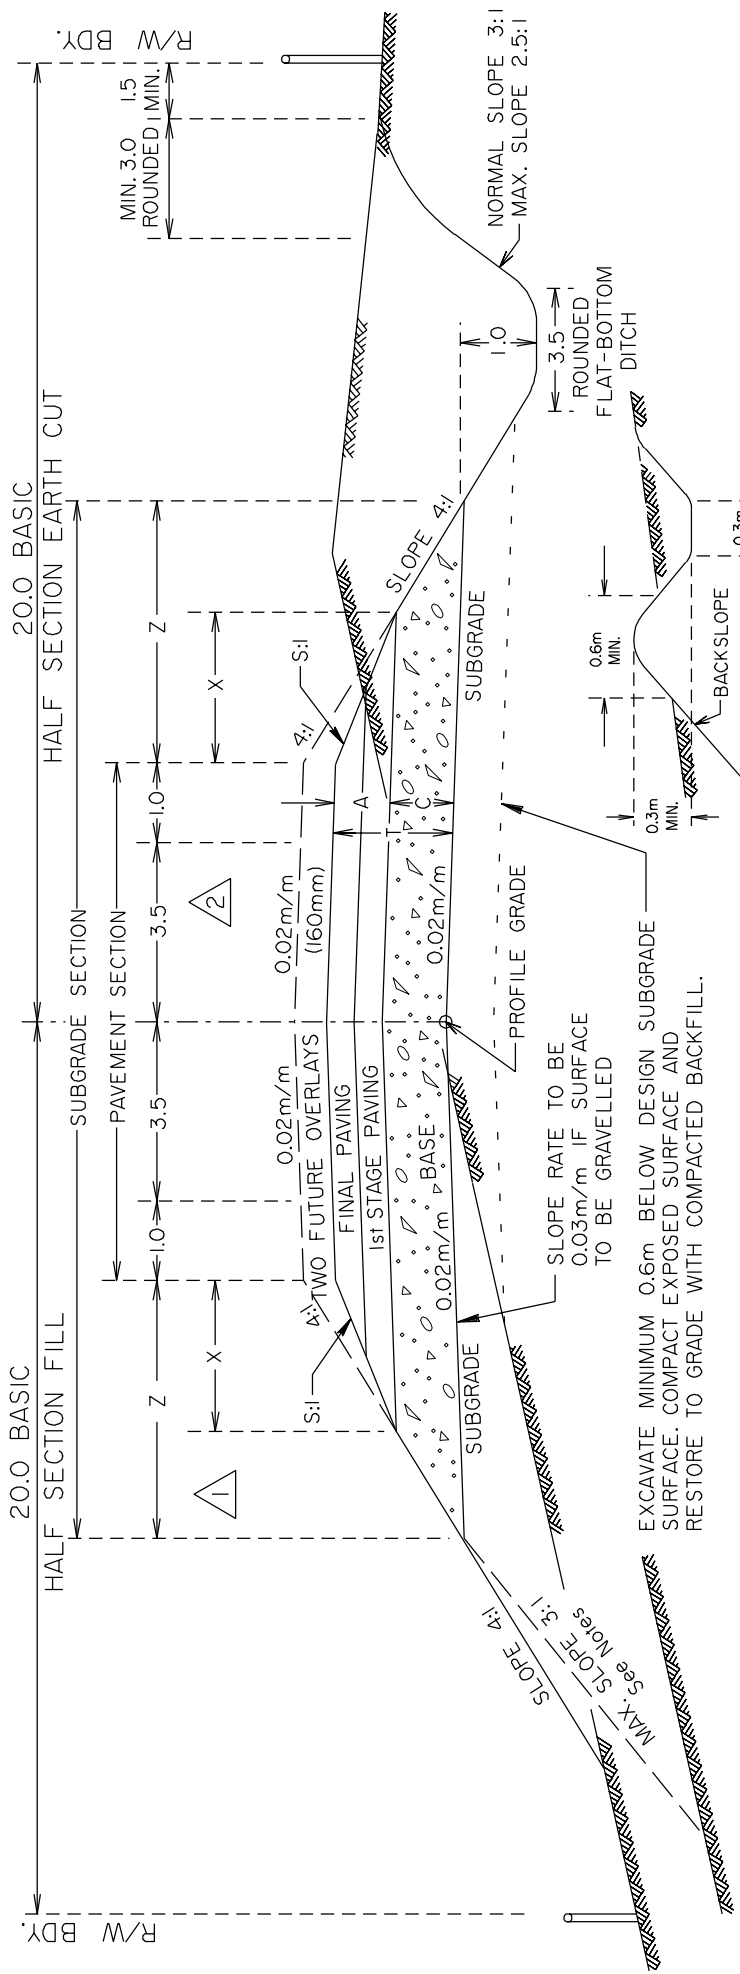 20.0 BASIC
HALF SECTION FILL
20.0 BASIC
HALF SECTION EARTH CUT
R/W BDY.
R/W BDY.
SUBGRADE SECTION
PAVEMENT SECTION
Z
1.0
3.5
3.5
1.0
Z
MIN. 3.0
ROUNDED
1.5
MIN.
X
X
1
2
S:1
4:1
TWO FUTURE OVERLAYS
0.02m/m
0.02m/m
(160mm)
4:1
S:1
FINAL PAVING
1st STAGE PAVING
A
T
C
BASE
0.02m/m
0.02m/m
SUBGRADE
SUBGRADE
SLOPE 4:1
SLOPE 4:1
MAX. SLOPE 3:1
See Notes
NORMAL SLOPE 3:1
MAX. SLOPE 2.5:1
1.0
3.5
ROUNDED
FLAT-BOTTOM
DITCH
PROFILE GRADE
SLOPE RATE TO BE
0.03m/m IF SURFACE
TO BE GRAVELLED
EXCAVATE MINIMUM 0.6m BELOW DESIGN SUBGRADE
SURFACE. COMPACT EXPOSED SURFACE AND
RESTORE TO GRADE WITH COMPACTED BACKFILL.
0.6m
MIN.
0.3m
MIN.
BACKSLOPE
0.3m